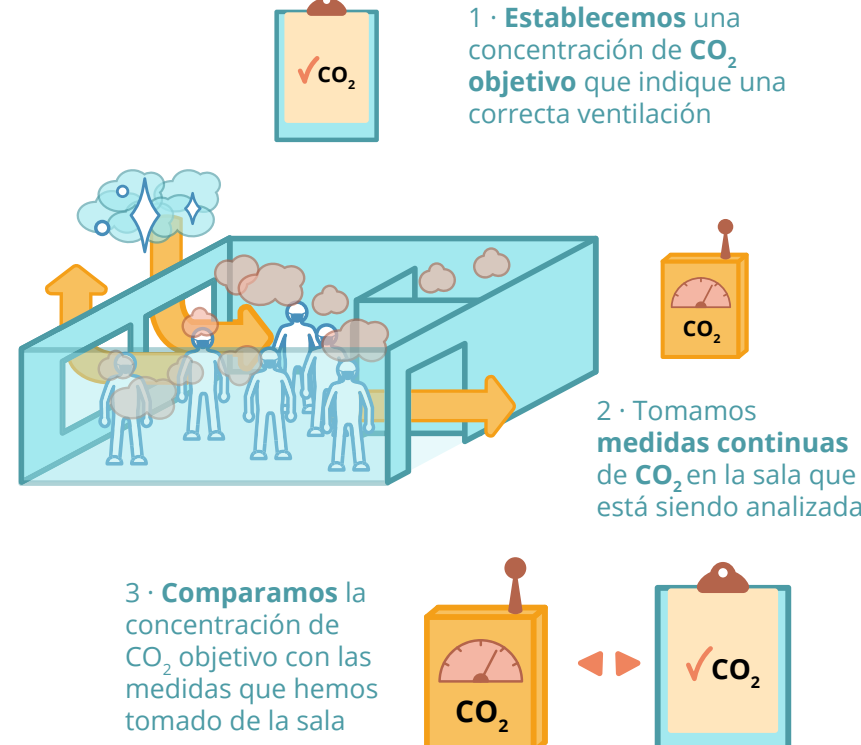 1 · Establecemos una
concentración de CO₂
objetivo que indique una
correcta ventilación
✓CO₂
CO₂
2 · Tomamos
medidas continuas
de CO₂ en la sala que
está siendo analizada
3 · Comparamos la
concentración de
CO₂ objetivo con las
medidas que hemos
tomado de la sala
CO₂
✓CO₂